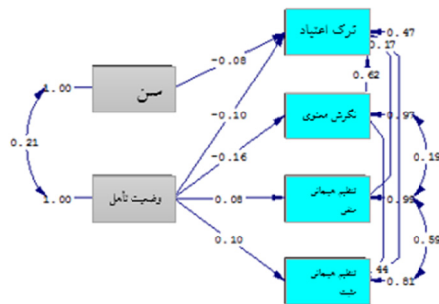 ترک اعتیاد
0.47
0.17
-0.08
1.00
سن
0.62
-0.10
نگرش معنوی
0.97
0.21
-0.16
0.19
1.00
وضعیت تأهل
0.08
تنظیم هیجانی
منفی
0.99
0.10
0.59
.44
تنظیم هیجانی
مثبت
0.81